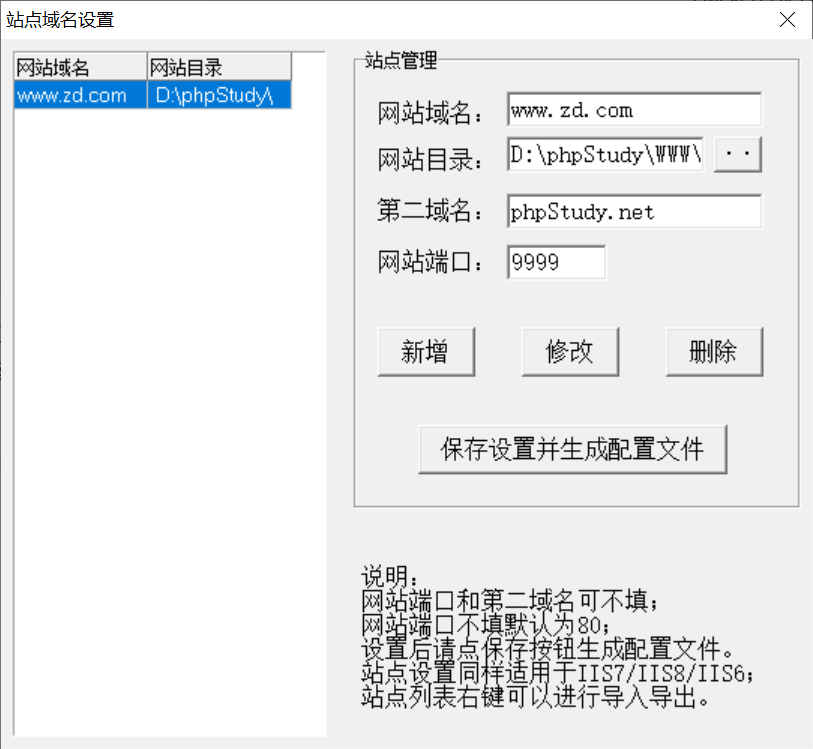 站点域名设置
网站域名 网站目录
www.zd.com D:\phpStudy\
站点管理
网站域名： www.zd.com
网站目录： D:\phpStudy\WWW\ ··
第二域名： phpStudy.net
网站端口： 9999
新增 修改 删除
保存设置并生成配置文件
说明：
网站端口和第二域名可不填；
网站端口不填默认为80；
设置后请点保存按钮生成配置文件。
站点设置同样适用于IIS7/IIS8/IIS6；
站点列表右键可以进行导入导出。